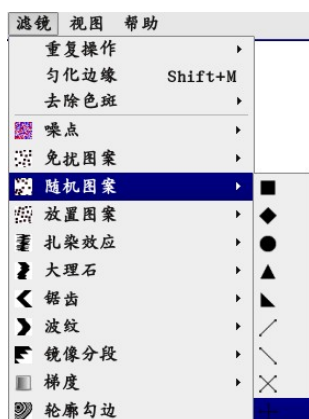 滤镜 视图 帮助
重复操作
匀化边缘 Shift+M
去除色斑
噪点
免扰图案
随机图案
放置图案
扎染效应
大理石
锯齿
波纹
镜像分段
梯度
轮廓勾边